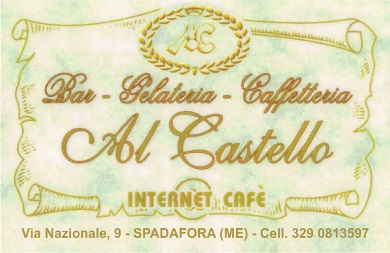 AC
Bar - Gelateria - Caffetteria
Al Castello
INTERNET CAFÈ
Via Nazionale, 9 - SPADAFORA (ME) - Cell. 329 0813597